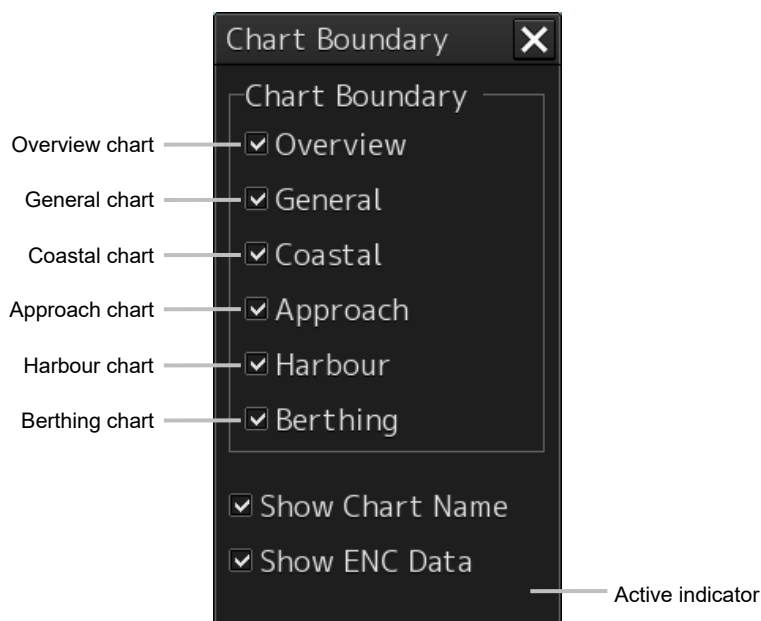 Chart Boundary
Chart Boundary
Overview chart
Overview
General chart
General
Coastal chart
Coastal
Approach chart
Approach
Harbour chart
Harbour
Berthing chart
Berthing
Show Chart Name
Show ENC Data
Active indicator